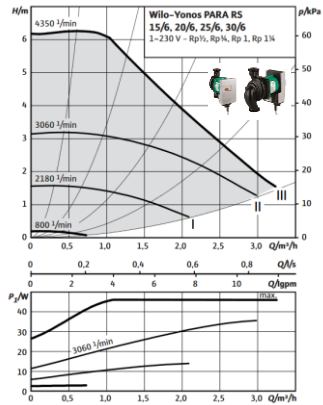 H/m
p/kPa
Wilo-Yonos PARA RS
15/6, 20/6, 25/6, 30/6
1~230 V - Rp½, Rp¾, Rp 1, Rp 1¼
4350 1/min
3060 1/min
2180 1/min
800 1/min
6
5
4
3
2
1
0
60
50
40
30
20
10
0
I
II
III
0 0,5 1,0 1,5 2,0 3,0 Q/m³/h
0 0,2 0,4 0,6 0,8 Q/l/s
0 2 4 6 8 10 Q/lgpm
P₁/W
max.
3060 1/min
40
30
20
10
0
0 0,5 1,0 1,5 2,0 3,0 Q/m³/h